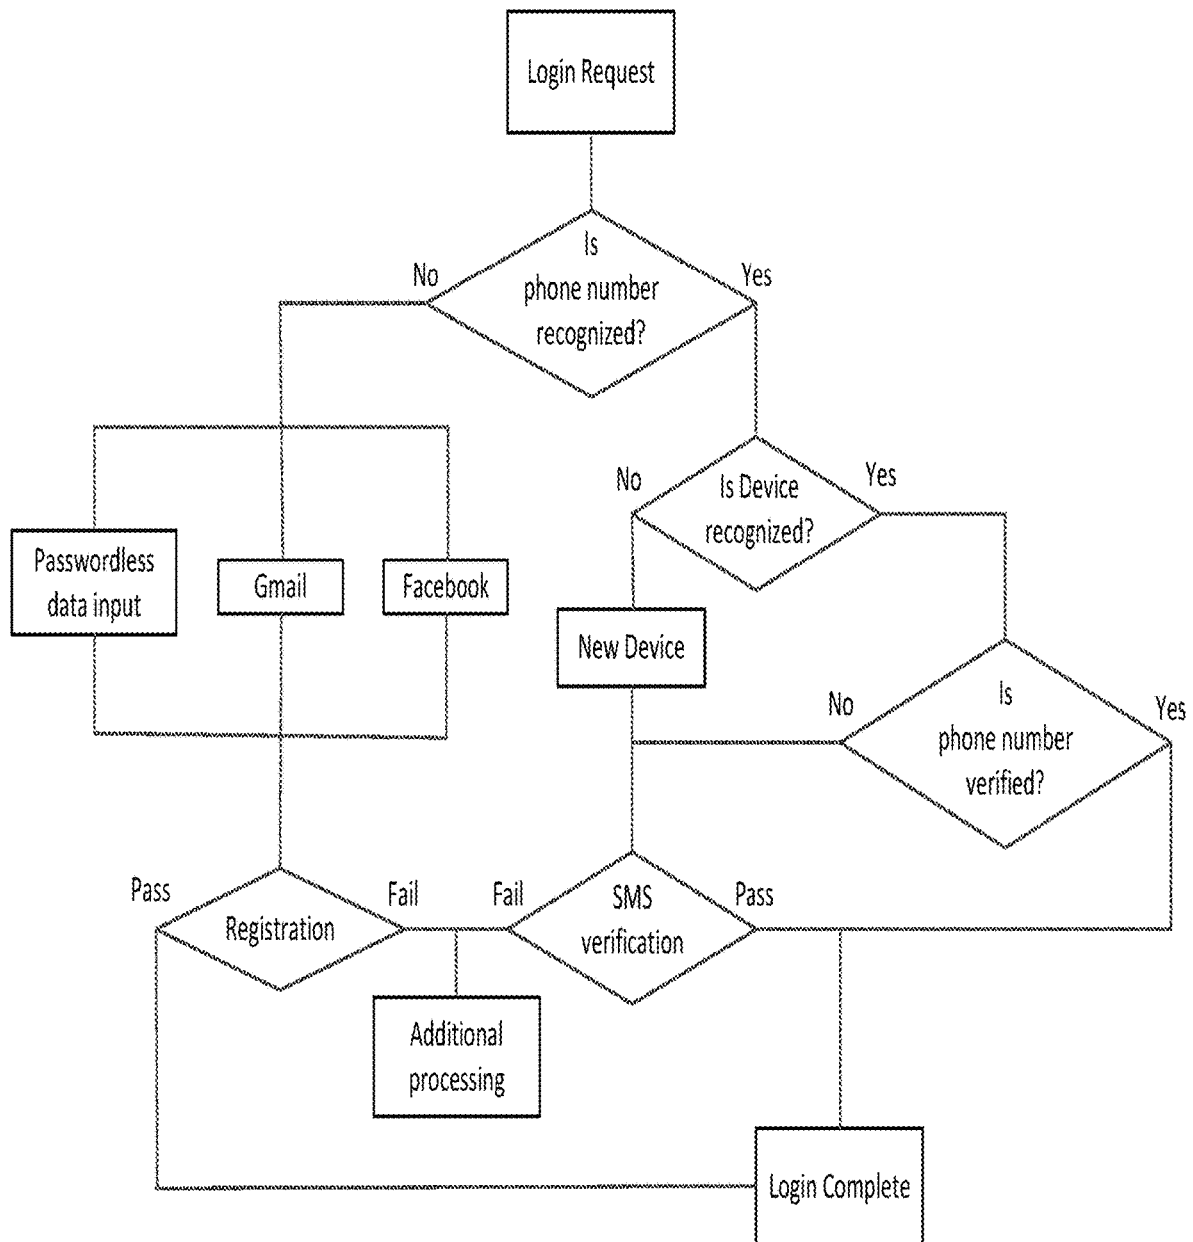 Login Request
Is
phone number
recognized?
No
Yes
Is Device
recognized?
No
Yes
Passwordless
data input
Gmail
Facebook
New Device
Is
phone number
verified?
No
Yes
Pass
Registration
Fail
Fail
SMS
verification
Pass
Additional
processing
Login Complete